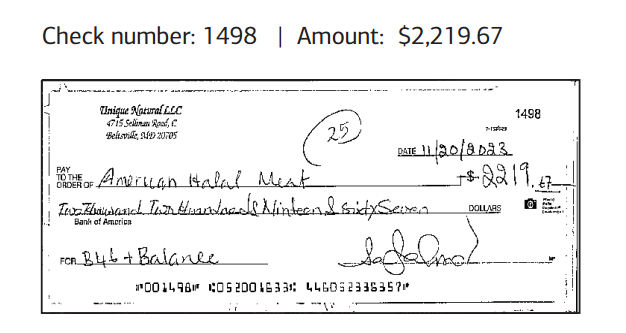 Check number: 1498 | Amount: $2,219.67
Unique Natural LLC
4715 Sellman Road, C
Beltsville, MD 20705
1498
25
DATE 11/20/2023
PAY TO THE ORDER OF American Halal Meat $ 2219.67
Two Thousand Two Hundred & Ninteen & Sixty Seven DOLLARS
Bank of America
FOR B46 + Balance
⑈001498⑈ ⑆052001633⑆ 446052336357⑈